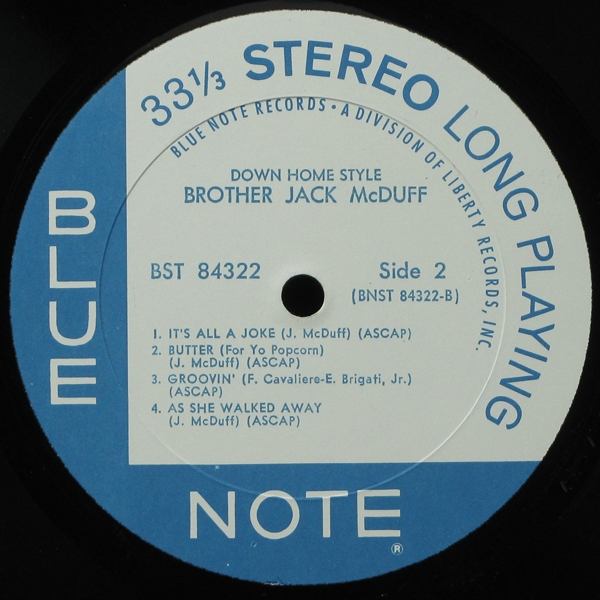 33⅓ STEREO LONG PLAYING
BLUE NOTE RECORDS • A DIVISION OF LIBERTY RECORDS, INC.
DOWN HOME STYLE
BROTHER JACK McDUFF
BST 84322
Side 2
(BNST 84322-B)
1. IT'S ALL A JOKE (J. McDuff) (ASCAP)
2. BUTTER (For Yo Popcorn)
(J. McDuff) (ASCAP)
3. GROOVIN' (F. Cavaliere-E. Brigati, Jr.)
(ASCAP)
4. AS SHE WALKED AWAY
(J. McDuff) (ASCAP)
BLUE
NOTE
®